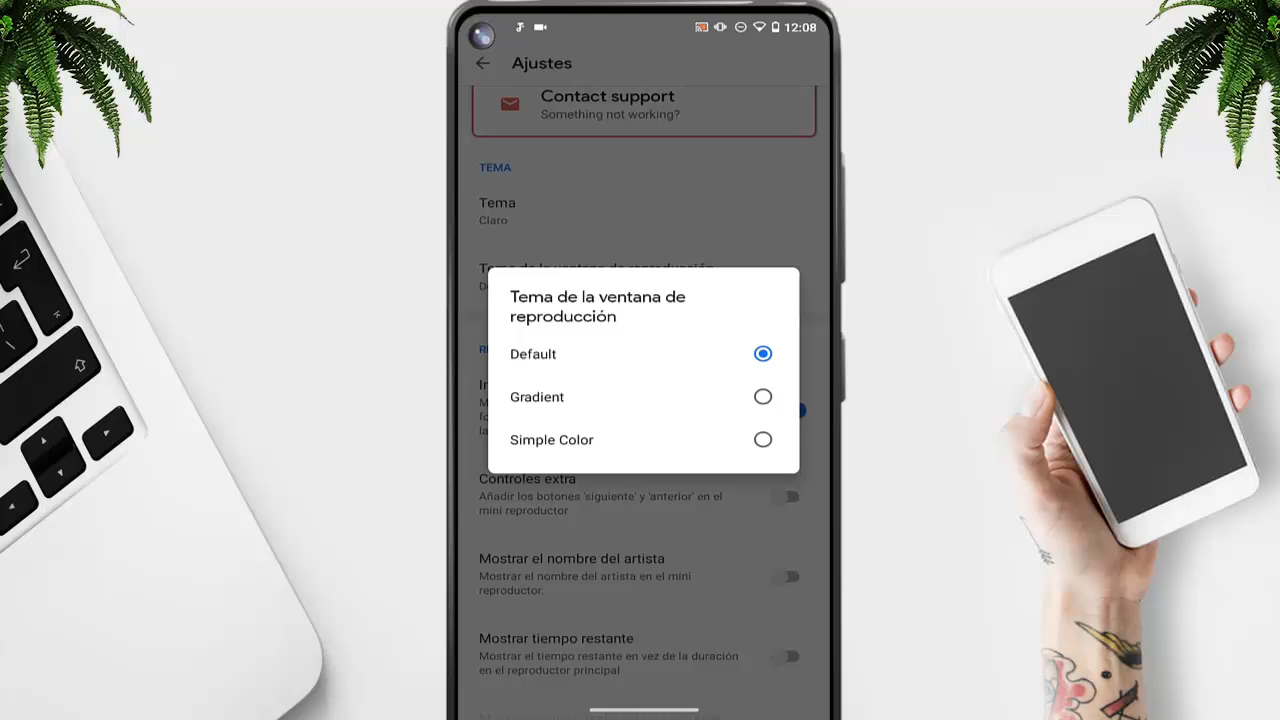 12:08
Ajustes
Contact support
Something not working?
TEMA
Tema
Claro
Tema de la ventana de
reproducción
Default
Gradient
Simple Color
Controles extra
Añadir los botones 'siguiente' y 'anterior' en el
mini reproductor
Mostrar el nombre del artista
Mostrar el nombre del artista en el mini
reproductor.
Mostrar tiempo restante
Mostrar el tiempo restante en vez de la duración
en el reproductor principal